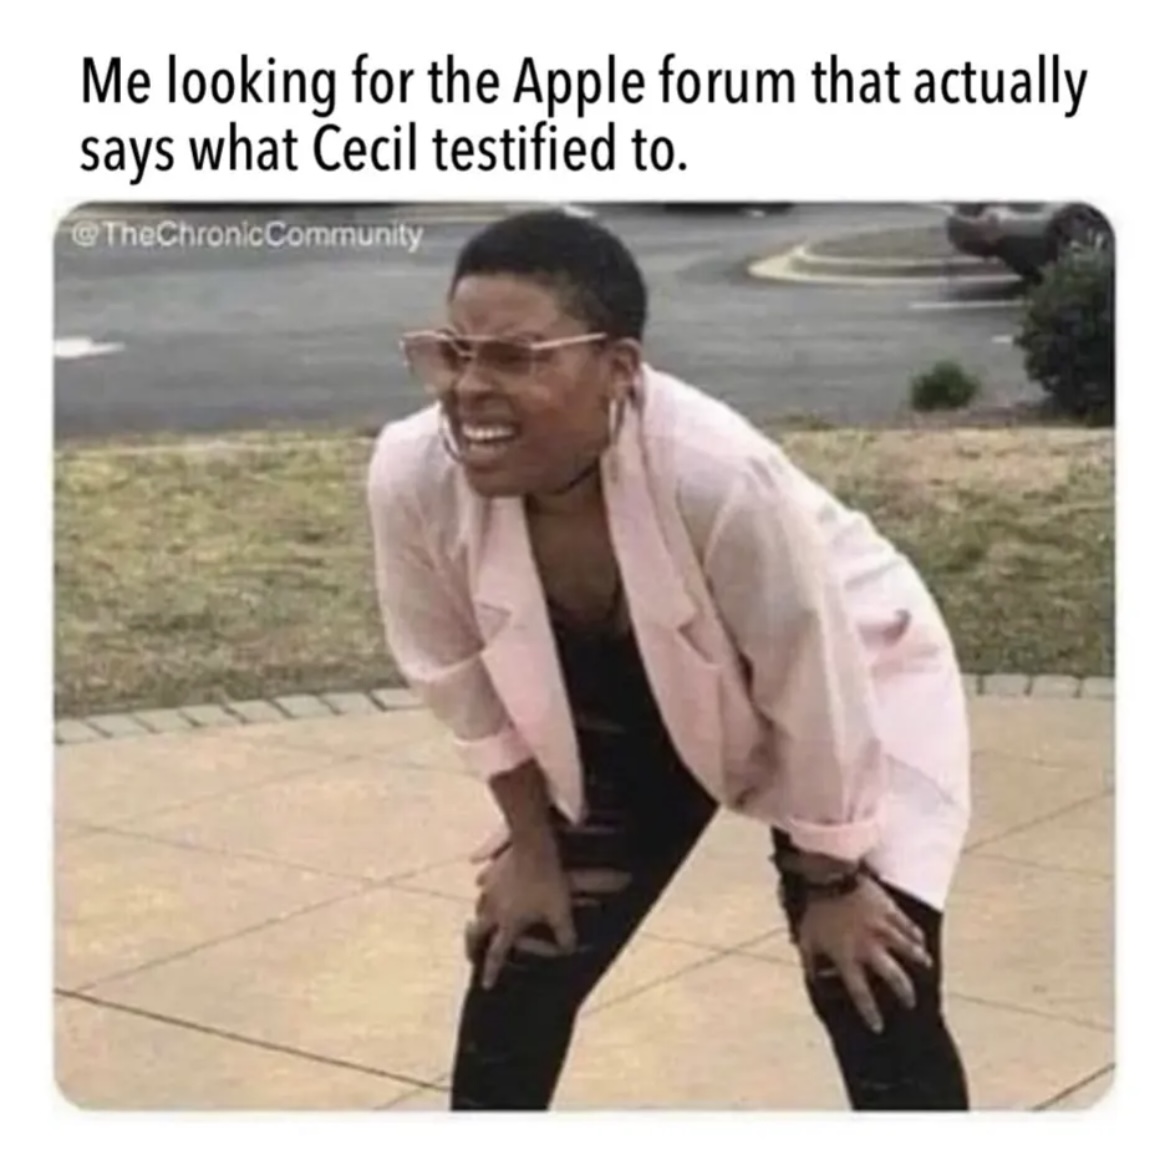 Me looking for the Apple forum that actually
says what Cecil testified to.
@TheChronicCommunity